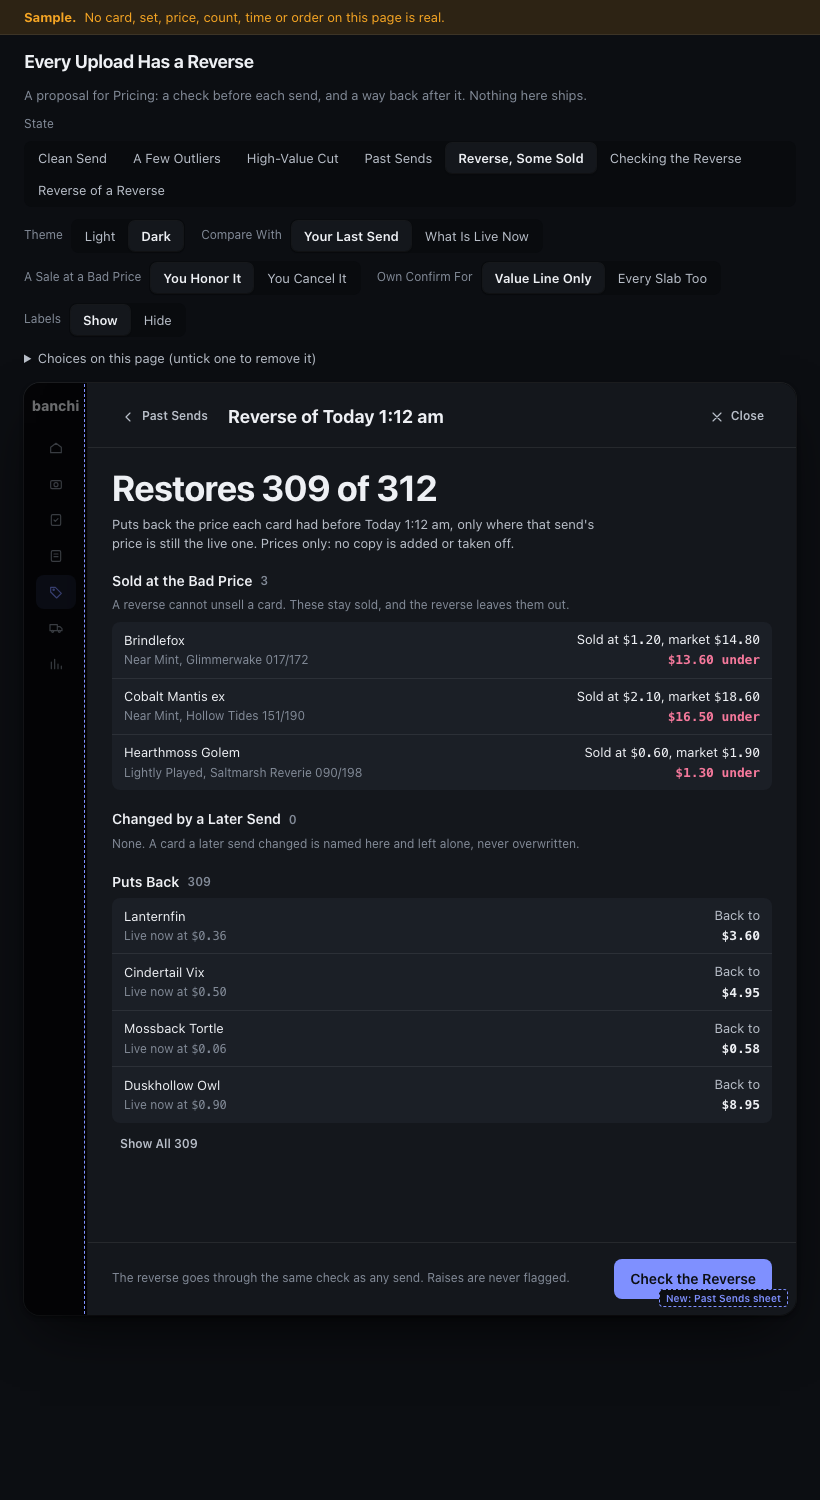 Sample. No card, set, price, count, time or order on this page is real.
Every Upload Has a Reverse
A proposal for Pricing: a check before each send, and a way back after it. Nothing here ships.
State
Clean Send A Few Outliers High-Value Cut Past Sends Reverse, Some Sold Checking the Reverse
Reverse of a Reverse
Theme Light Dark Compare With Your Last Send What Is Live Now
A Sale at a Bad Price You Honor It You Cancel It Own Confirm For Value Line Only Every Slab Too
Labels Show Hide
Choices on this page (untick one to remove it)
banchi
Past Sends Reverse of Today 1:12 am Close
Restores 309 of 312
Puts back the price each card had before Today 1:12 am, only where that send's
price is still the live one. Prices only: no copy is added or taken off.
Sold at the Bad Price 3
A reverse cannot unsell a card. These stay sold, and the reverse leaves them out.
Brindlefox Sold at $1.20, market $14.80
Near Mint, Glimmerwake 017/172 $13.60 under
Cobalt Mantis ex Sold at $2.10, market $18.60
Near Mint, Hollow Tides 151/190 $16.50 under
Hearthmoss Golem Sold at $0.60, market $1.90
Lightly Played, Saltmarsh Reverie 090/198 $1.30 under
Changed by a Later Send 0
None. A card a later send changed is named here and left alone, never overwritten.
Puts Back 309
Lanternfin Back to
Live now at $0.36 $3.60
Cindertail Vix Back to
Live now at $0.50 $4.95
Mossback Tortle Back to
Live now at $0.06 $0.58
Duskhollow Owl Back to
Live now at $0.90 $8.95
Show All 309
The reverse goes through the same check as any send. Raises are never flagged. Check the Reverse
New: Past Sends sheet